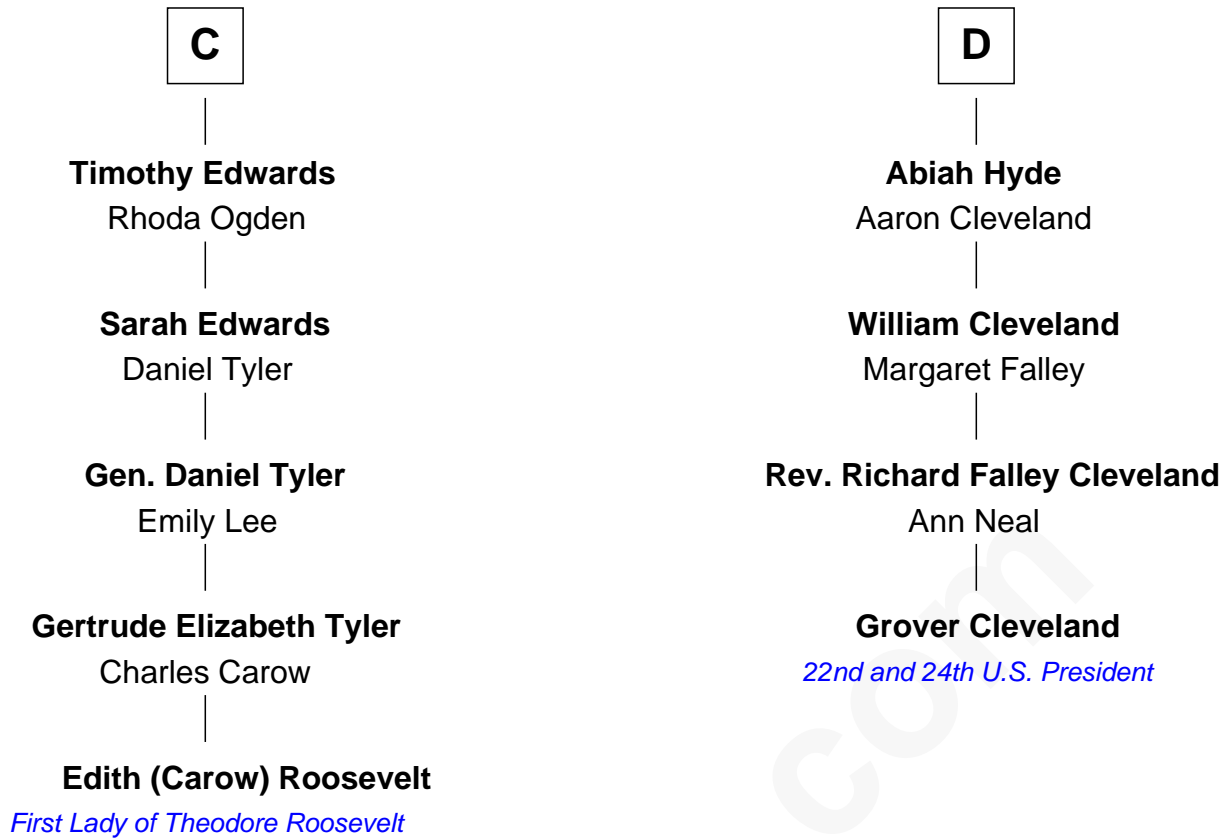 C
Timothy Edwards
Rhoda Ogden
Sarah Edwards
Daniel Tyler
Gen. Daniel Tyler
Emily Lee
Gertrude Elizabeth Tyler
Charles Carow
Edith (Carow) Roosevelt
First Lady of Theodore Roosevelt
D
Abiah Hyde
Aaron Cleveland
William Cleveland
Margaret Falley
Rev. Richard Falley Cleveland
Ann Neal
Grover Cleveland
22nd and 24th U.S. President
com